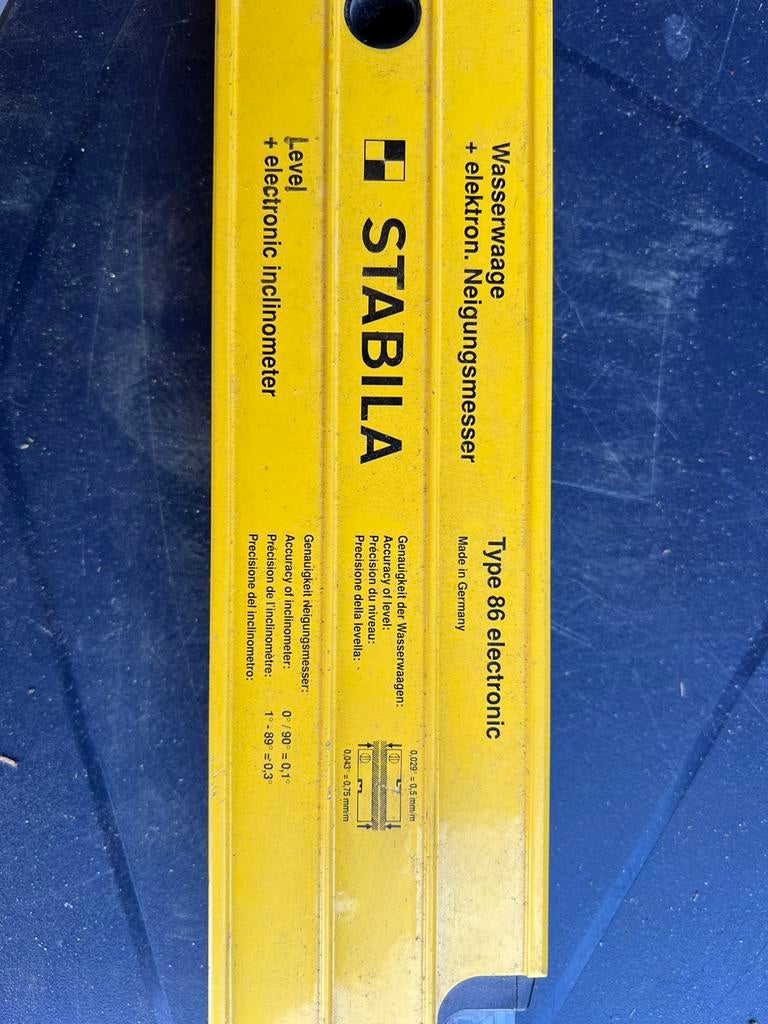 Wasserwaage
+ elektron. Neigungsmesser
Type 86 electronic
Made in Germany
STABILA
Genauigkeit der Wasserwaagen:
Accuracy of level:
Précision du niveau:
Precisione della levella:
0,029° = 0,5 mm/m
0,043° = 0,75 mm/m
Level
+ electronic inclinometer
Genauigkeit Neigungsmesser:
Accuracy of inclinometer:
Précision de l'inclinomètre:
Precisione del inclinometro:
0° / 90° = 0,1°
1° - 89° = 0,3°